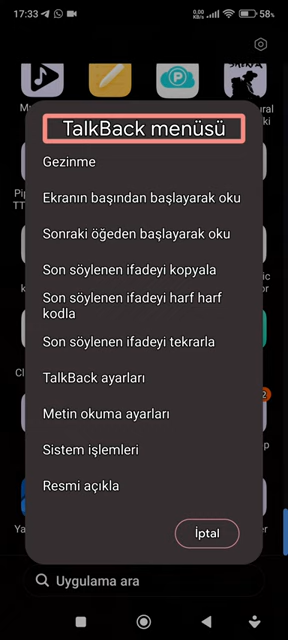 17:33
0,00
KB/s
58%
TalkBack menüsü
Gezinme
Ekranın başından başlayarak oku
Sonraki öğeden başlayarak oku
Son söylenen ifadeyi kopyala
Son söylenen ifadeyi harf harf
kodla
Son söylenen ifadeyi tekrarla
TalkBack ayarları
Metin okuma ayarları
Sistem işlemleri
Resmi açıkla
İptal
Uygulama ara